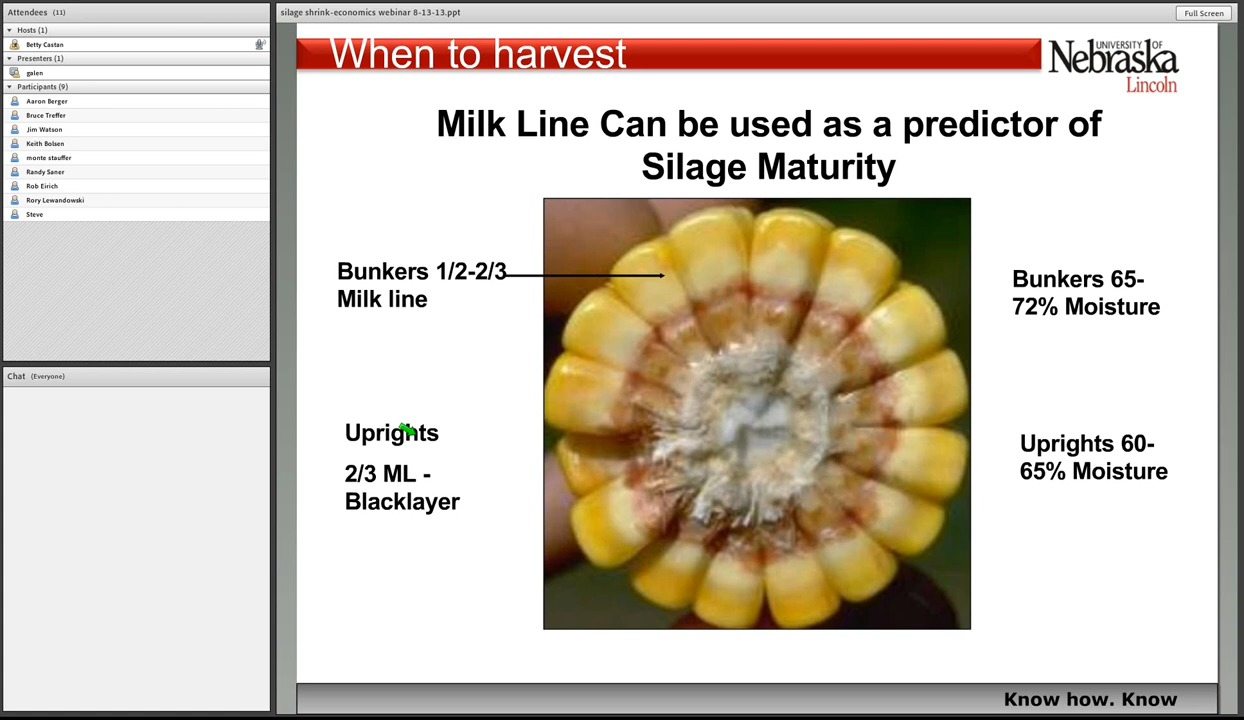 Attendees (11)
Hosts (1)
Betty Castan
Presenters (1)
galen
Participants (9)
Aaron Berger
Bruce Treffer
Jim Watson
Keith Bolsen
monte stauffer
Randy Saner
Rob Eirich
Rory Lewandowski
Steve
Chat (Everyone)
silage shrink-economics webinar 8-13-13.ppt
Full Screen
When to harvest
UNIVERSITY OF
Nebraska
Lincoln
Milk Line Can be used as a predictor of
Silage Maturity
Bunkers 1/2-2/3
Milk line
Uprights
2/3 ML -
Blacklayer
Bunkers 65-
72% Moisture
Uprights 60-
65% Moisture
Know how. Know